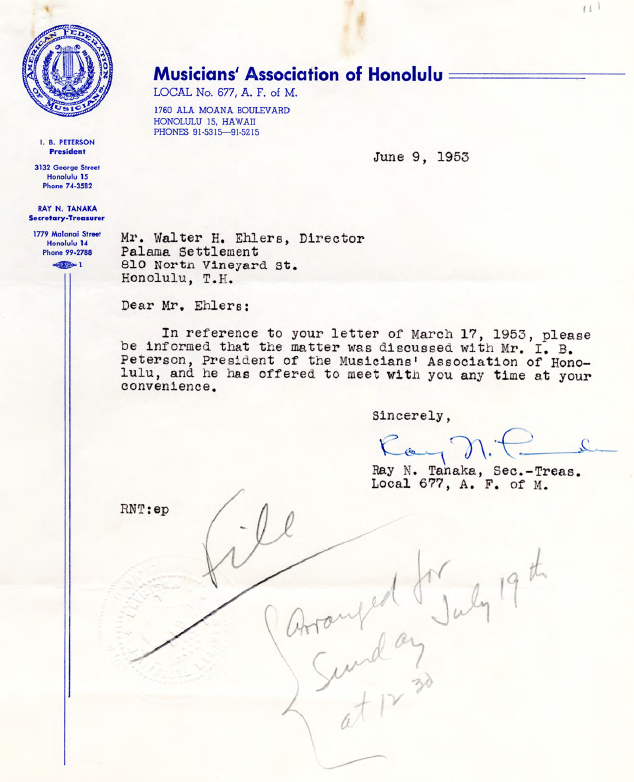 AMERICAN FEDERATION
OF MUSICIANS
Musicians' Association of Honolulu
LOCAL No. 677, A. F. of M.
1760 ALA MOANA BOULEVARD
HONOLULU 15, HAWAII
PHONES 91-5315—91-5215
I. B. PETERSON
President
3132 George Street
Honolulu 15
Phone 74-3582
RAY N. TANAKA
Secretary-Treasurer
1779 Malanai Street
Honolulu 14
Phone 99-2788
1
June 9, 1953
Mr. Walter H. Ehlers, Director
Palama Settlement
810 North Vineyard St.
Honolulu, T.H.
Dear Mr. Ehlers:
In reference to your letter of March 17, 1953, please
be informed that the matter was discussed with Mr. I. B.
Peterson, President of the Musicians' Association of Hono-
lulu, and he has offered to meet with you any time at your
convenience.
Sincerely,
Ray N. Tanaka
Ray N. Tanaka, Sec.-Treas.
Local 677, A. F. of M.
RNT:ep
File
Arranged for
Sunday July 19th
at 12 30